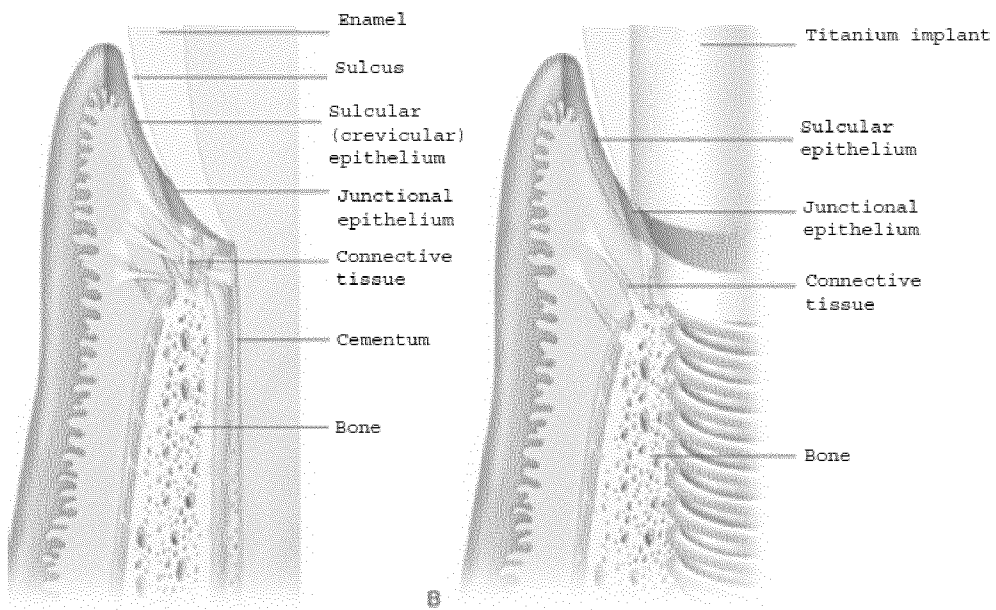 Enamel
Sulcus
Sulcular
(crevicular)
epithelium
Junctional
epithelium
Connective
tissue
Cementum
Bone
Titanium implant
Sulcular
epithelium
Junctional
epithelium
Connective
tissue
Bone